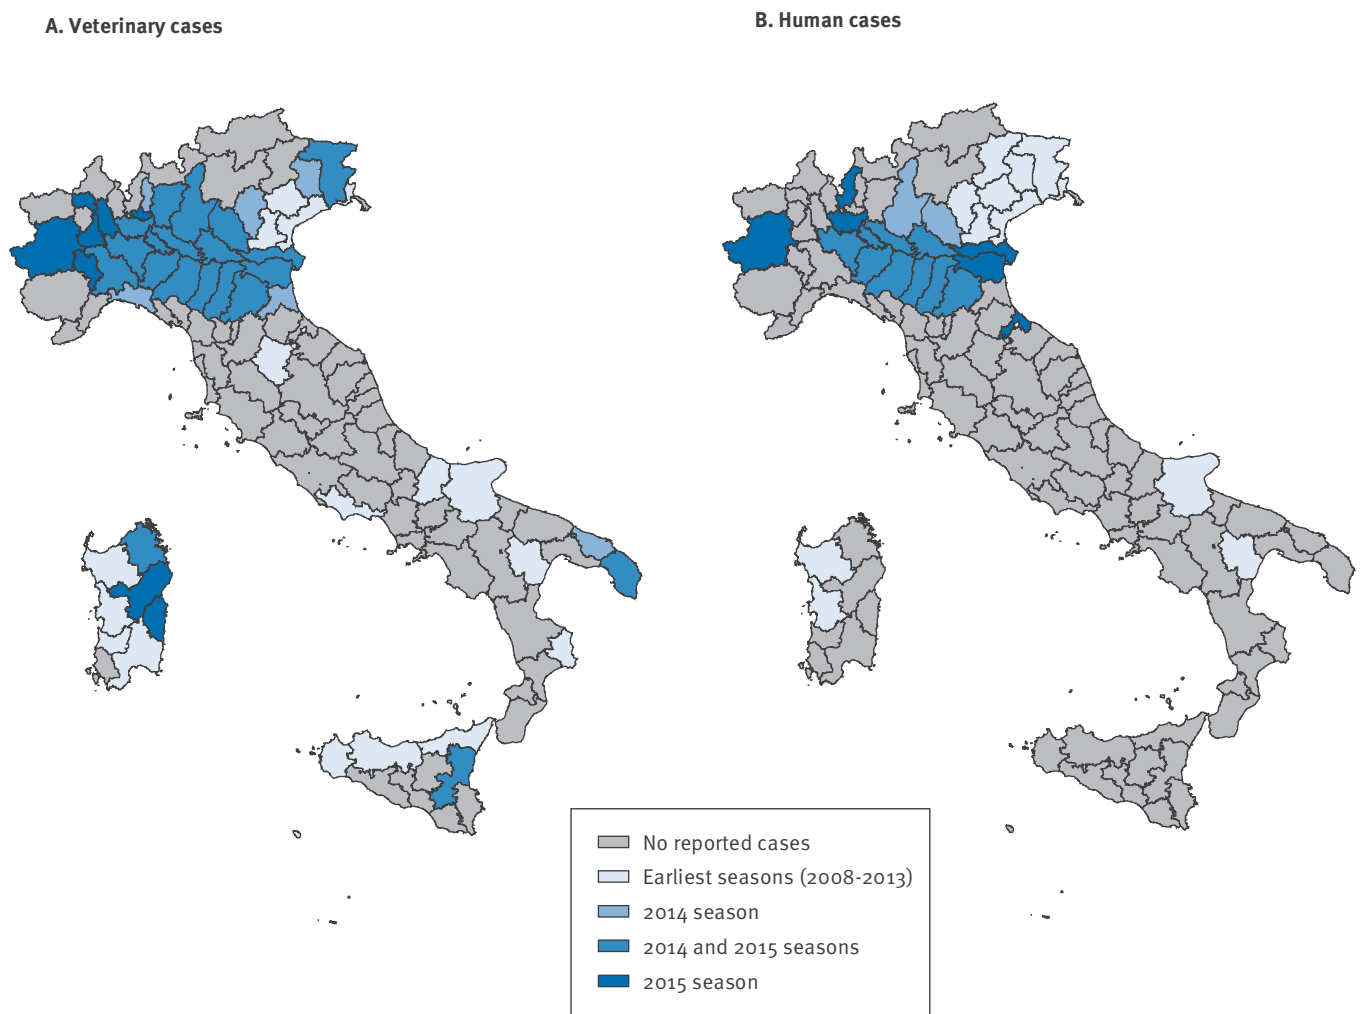 A. Veterinary cases
B. Human cases
No reported cases
Earliest seasons (2008-2013)
2014 season
2014 and 2015 seasons
2015 season